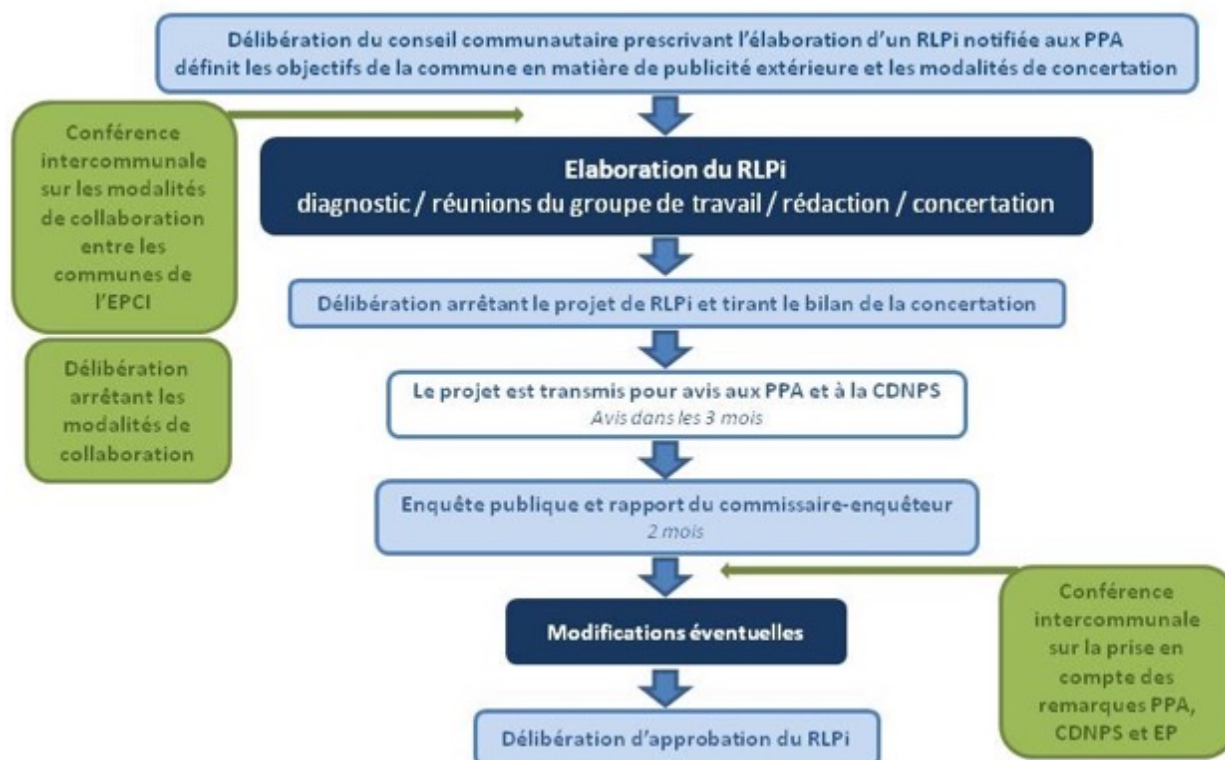 Délibération du conseil communautaire prescrivant l'élaboration d'un RLPi notifiée aux PPA
définit les objectifs de la commune en matière de publicité extérieure et les modalités de concertation
Conférence
intercommunale
sur les modalités
de collaboration
entre les
communes de
l'EPCI
Elaboration du RLPi
diagnostic / réunions du groupe de travail / rédaction / concertation
Délibération arrêtant le projet de RLPi et tirant le bilan de la concertation
Délibération
arrêtant les
modalités de
collaboration
Le projet est transmis pour avis aux PPA et à la CDNPS
Avis dans les 3 mois
Enquête publique et rapport du commissaire-enquêteur
2 mois
Conférence
intercommunale
sur la prise en
compte des
remarques PPA,
CDNPS et EP
Modifications éventuelles
Délibération d'approbation du RLPi